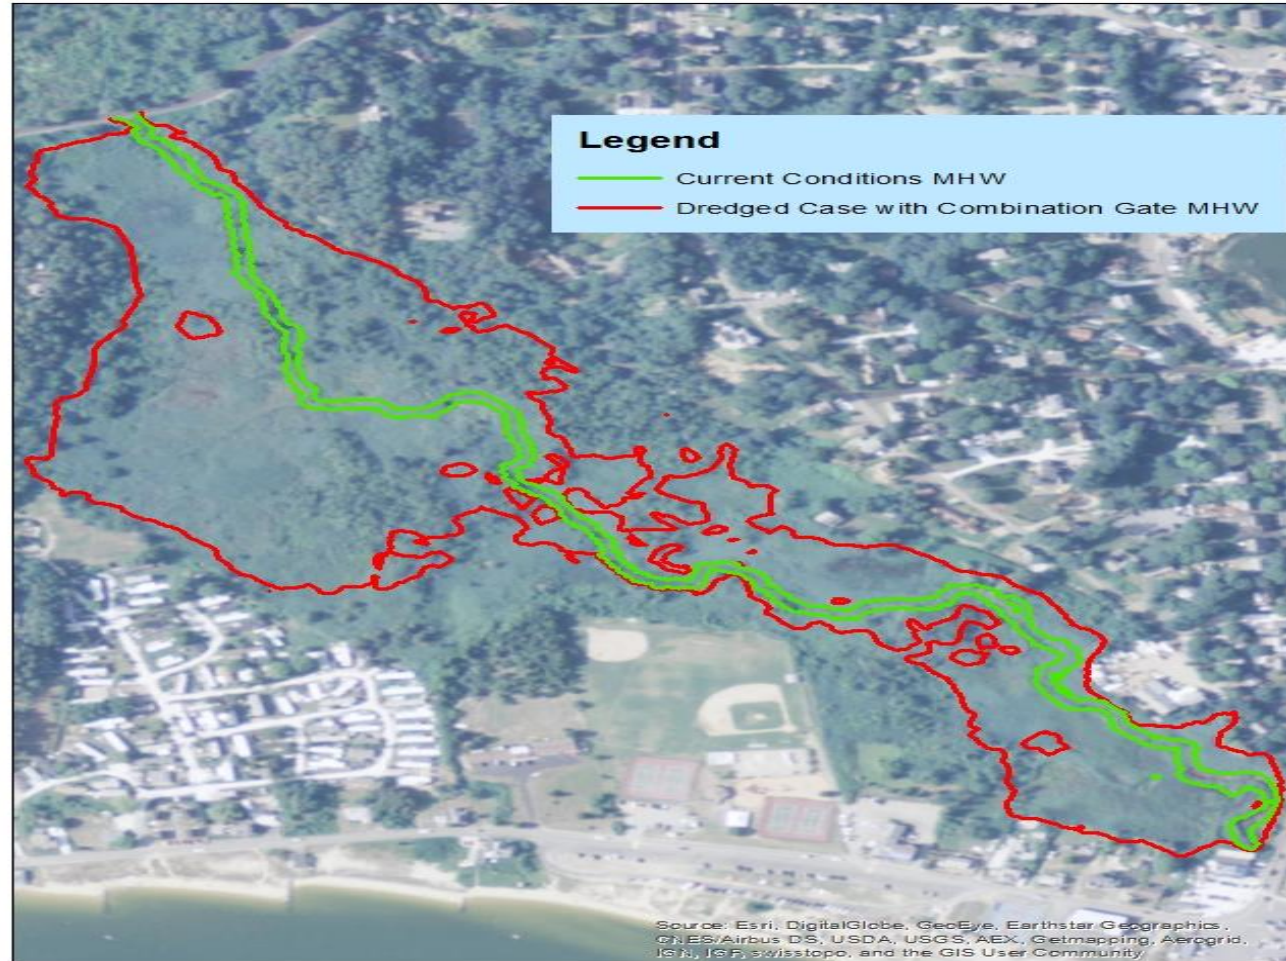 Legend
Current Conditions MHW
Dredged Case with Combination Gate MHW
Source: Esri, DigitalGlobe, GeoEye, Earthstar Geographics,
CNES/Airbus DS, USDA, USGS, AEX, Getmapping, Aerogrid,
IGN, IGP, swisstopo, and the GIS User Community